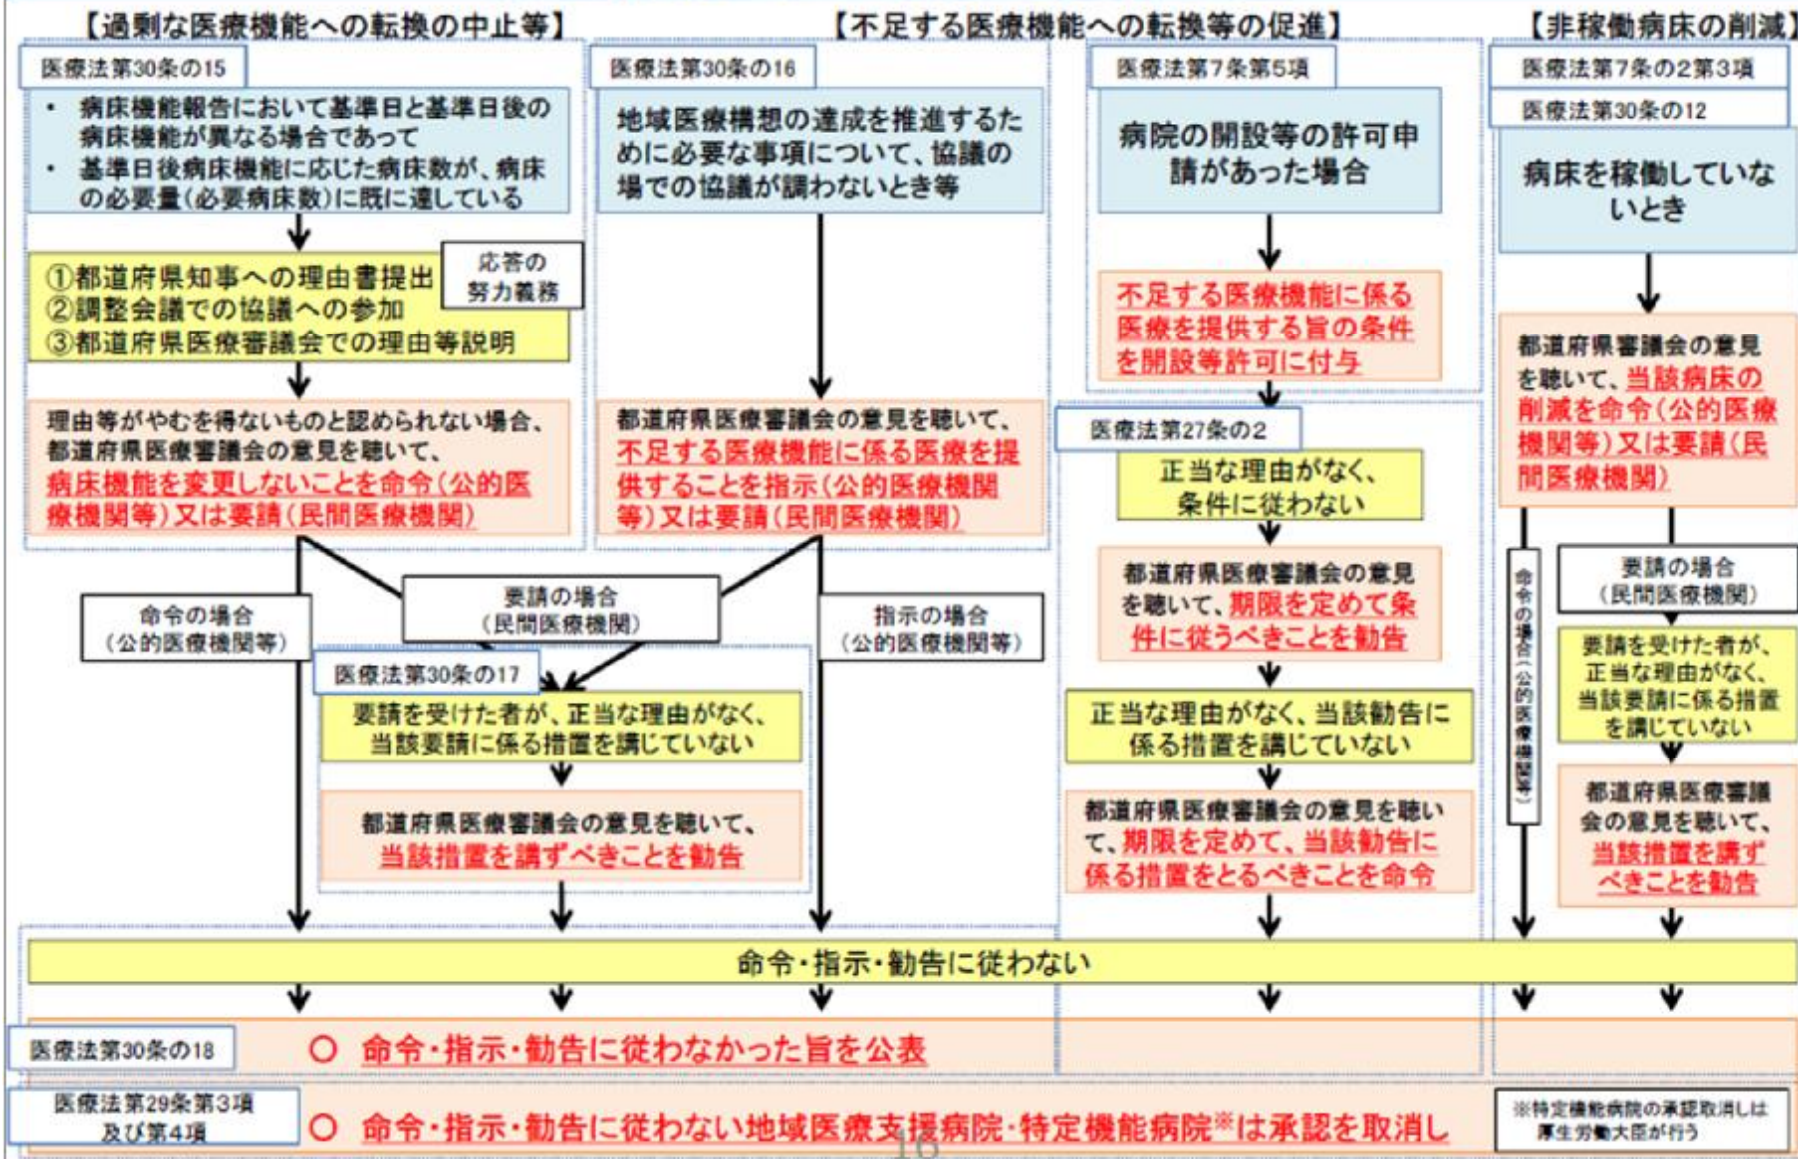 【過剰な医療機能への転換の中止等】
【不足する医療機能への転換等の促進】
【非稼働病床の削減】
医療法第30条の15
・ 病床機能報告において基準日と基準日後の
病床機能が異なる場合であって
・ 基準日後病床機能に応じた病床数が、病床
の必要量(必要病床数)に既に達している
①都道府県知事への理由書提出
②調整会議での協議への参加
③都道府県医療審議会での理由等説明
応答の
努力義務
理由等がやむを得ないものと認められない場合、
都道府県医療審議会の意見を聴いて、
病床機能を変更しないことを命令(公的医
療機関等)又は要請(民間医療機関)
医療法第30条の16
地域医療構想の達成を推進するた
めに必要な事項について、協議の
場での協議が調わないとき等
都道府県医療審議会の意見を聴いて、
不足する医療機能に係る医療を提
供することを指示(公的医療機関
等)又は要請(民間医療機関)
命令の場合
(公的医療機関等)
要請の場合
(民間医療機関)
指示の場合
(公的医療機関等)
医療法第30条の17
要請を受けた者が、正当な理由がなく、
当該要請に係る措置を講じていない
都道府県医療審議会の意見を聴いて、
当該措置を講ずべきことを勧告
医療法第7条第5項
病院の開設等の許可申
請があった場合
不足する医療機能に係る
医療を提供する旨の条件
を開設等許可に付与
医療法第27条の2
正当な理由がなく、
条件に従わない
都道府県医療審議会の意見
を聴いて、期限を定めて条
件に従うべきことを勧告
正当な理由がなく、当該勧告に
係る措置を講じていない
都道府県医療審議会の意見を聴い
て、期限を定めて、当該勧告に
係る措置をとるべきことを命令
医療法第7条の2第3項
医療法第30条の12
病床を稼働していな
いとき
都道府県審議会の意見
を聴いて、当該病床の
削減を命令(公的医療
機関等)又は要請(民
間医療機関)
命令の場合(公的医療機関等)
要請の場合
(民間医療機関)
要請を受けた者が、
正当な理由がなく、
当該要請に係る措置
を講じていない
都道府県医療審議
会の意見を聴いて、
当該措置を講ず
べきことを勧告
命令・指示・勧告に従わない
医療法第30条の18
○ 命令・指示・勧告に従わなかった旨を公表
医療法第29条第3項
及び第4項
○ 命令・指示・勧告に従わない地域医療支援病院・特定機能病院※は承認を取消し
※特定機能病院の承認取消しは
厚生労働大臣が行う
16